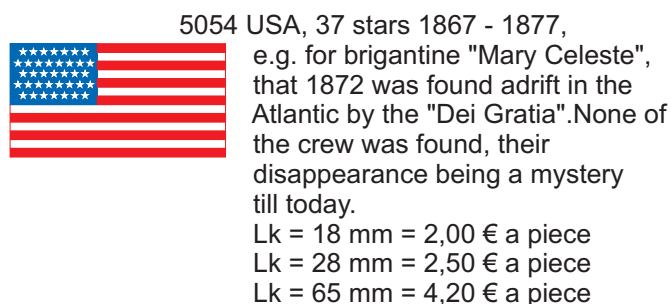 5054 USA, 37 stars 1867 - 1877,
e.g. for brigantine "Mary Celeste",
that 1872 was found adrift in the
Atlantic by the "Dei Gratia".None of
the crew was found, their
disappearance being a mystery
till today.
Lk = 18 mm = 2,00 € a piece
Lk = 28 mm = 2,50 € a piece
Lk = 65 mm = 4,20 € a piece